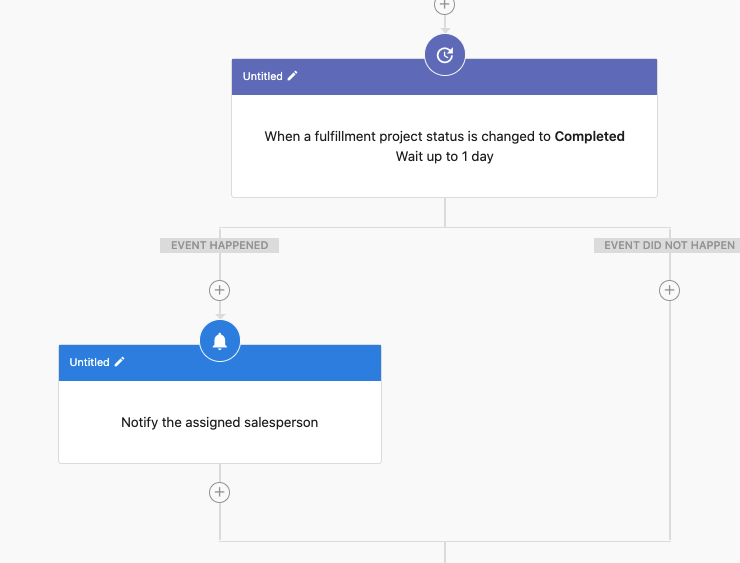 Untitled
When a fulfillment project status is changed to Completed
Wait up to 1 day
EVENT HAPPENED
EVENT DID NOT HAPPEN
Untitled
Notify the assigned salesperson